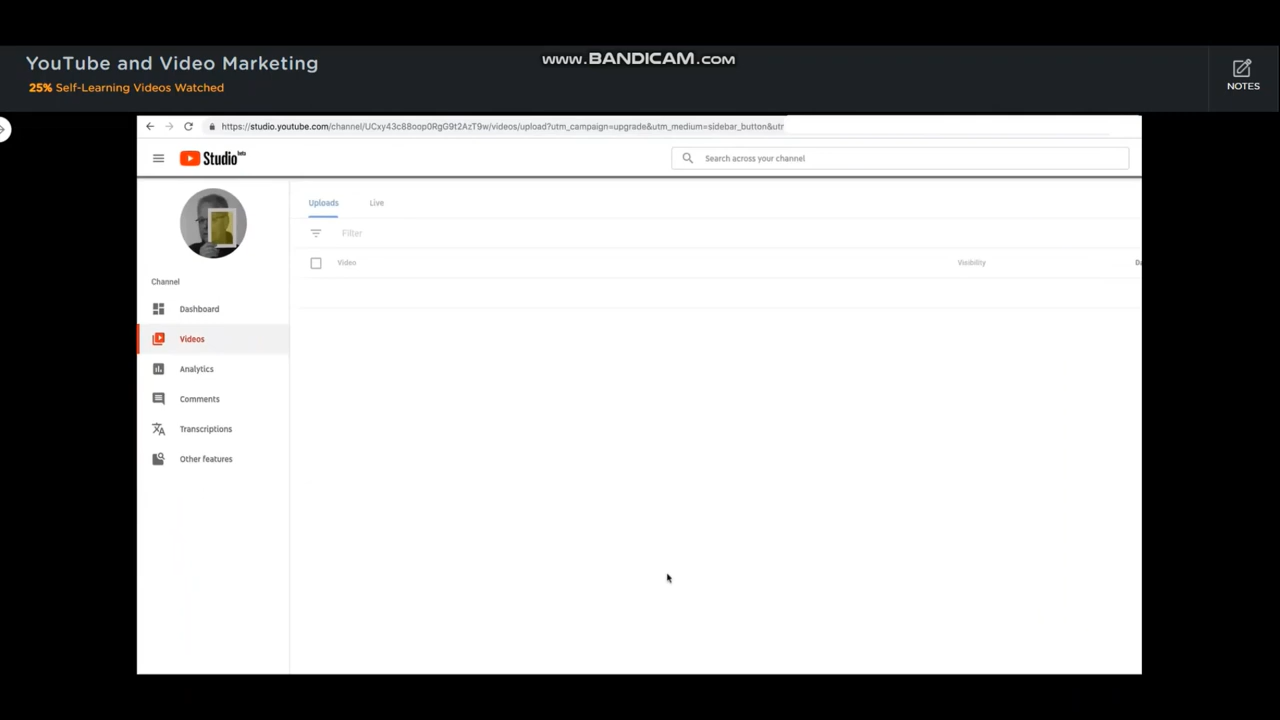 www.BANDICAM.com
YouTube and Video Marketing
25% Self-Learning Videos Watched
NOTES
https://studio.youtube.com/channel/UCxy43c88oop0RgG9t2AzT9w/videos/upload?utm_campaign=upgrade&utm_medium=sidebar_button&utr
Studio beta
Search across your channel
Uploads Live
Filter
Video Visibility Da
Channel
Dashboard
Videos
Analytics
Comments
Transcriptions
Other features